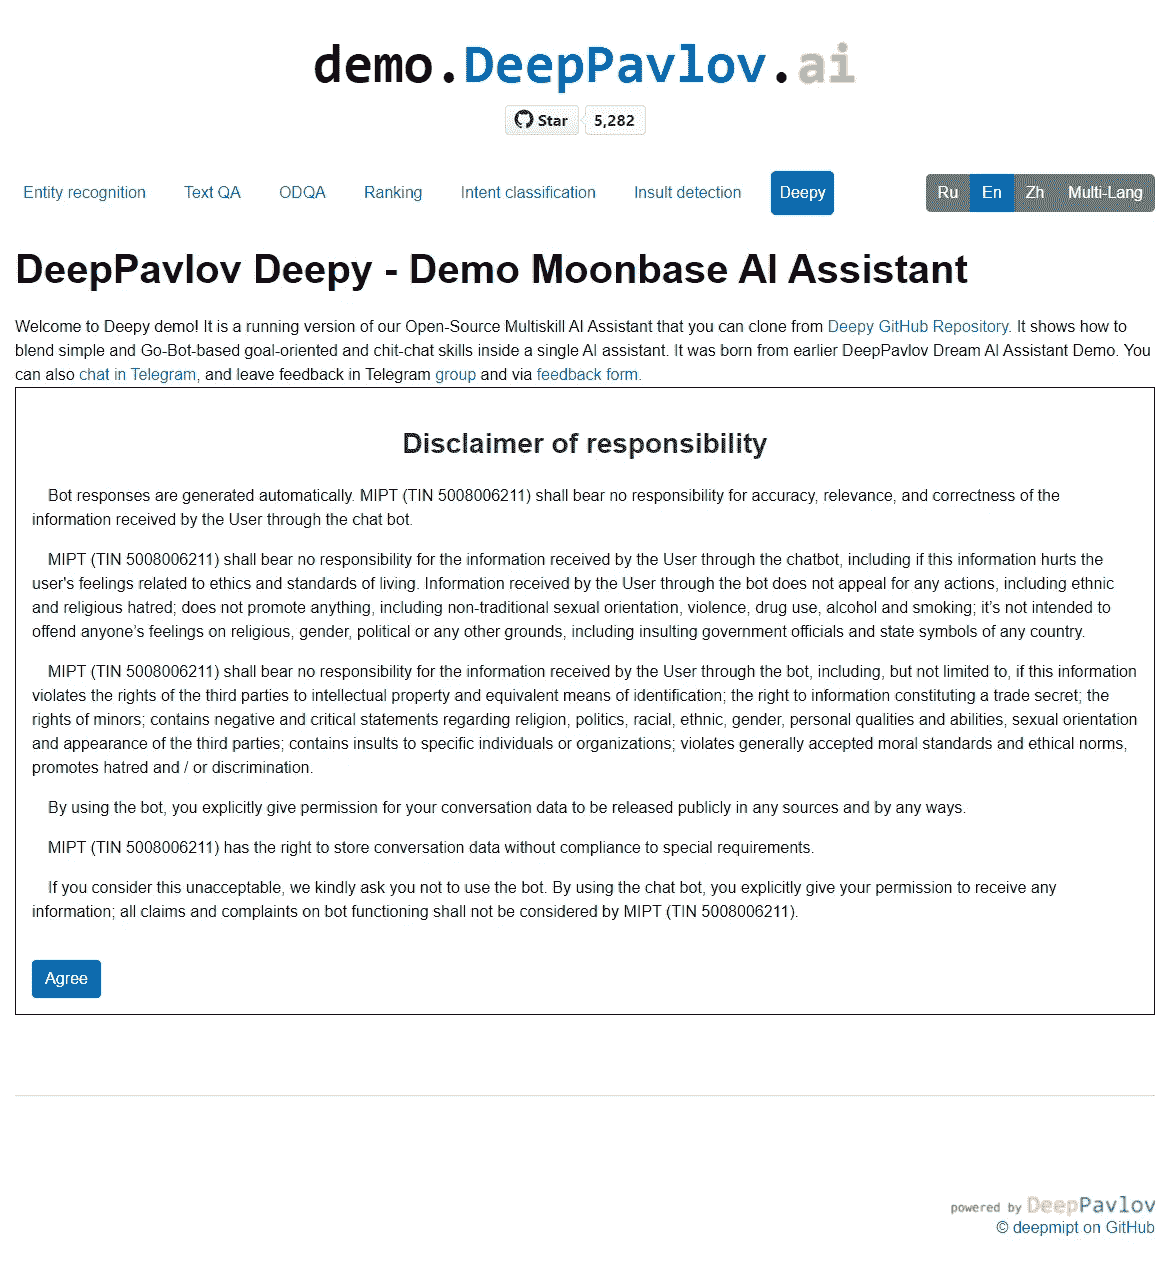 demo.DeepPavlov.ai
Star 5,282
Entity recognition Text QA ODQA Ranking Intent classification Insult detection Deepy Ru En Zh Multi-Lang
DeepPavlov Deepy - Demo Moonbase AI Assistant
Welcome to Deepy demo! It is a running version of our Open-Source Multiskill AI Assistant that you can clone from Deepy GitHub Repository. It shows how to
blend simple and Go-Bot-based goal-oriented and chit-chat skills inside a single AI assistant. It was born from earlier DeepPavlov Dream AI Assistant Demo. You
can also chat in Telegram, and leave feedback in Telegram group and via feedback form.
Disclaimer of responsibility
Bot responses are generated automatically. MIPT (TIN 5008006211) shall bear no responsibility for accuracy, relevance, and correctness of the
information received by the User through the chat bot.
MIPT (TIN 5008006211) shall bear no responsibility for the information received by the User through the chatbot, including if this information hurts the
user's feelings related to ethics and standards of living. Information received by the User through the bot does not appeal for any actions, including ethnic
and religious hatred; does not promote anything, including non-traditional sexual orientation, violence, drug use, alcohol and smoking; it’s not intended to
offend anyone’s feelings on religious, gender, political or any other grounds, including insulting government officials and state symbols of any country.
MIPT (TIN 5008006211) shall bear no responsibility for the information received by the User through the bot, including, but not limited to, if this information
violates the rights of the third parties to intellectual property and equivalent means of identification; the right to information constituting a trade secret; the
rights of minors; contains negative and critical statements regarding religion, politics, racial, ethnic, gender, personal qualities and abilities, sexual orientation
and appearance of the third parties; contains insults to specific individuals or organizations; violates generally accepted moral standards and ethical norms,
promotes hatred and / or discrimination.
By using the bot, you explicitly give permission for your conversation data to be released publicly in any sources and by any ways.
MIPT (TIN 5008006211) has the right to store conversation data without compliance to special requirements.
If you consider this unacceptable, we kindly ask you not to use the bot. By using the chat bot, you explicitly give your permission to receive any
information; all claims and complaints on bot functioning shall not be considered by MIPT (TIN 5008006211).
Agree
powered by DeepPavlov
© deepmipt on GitHub